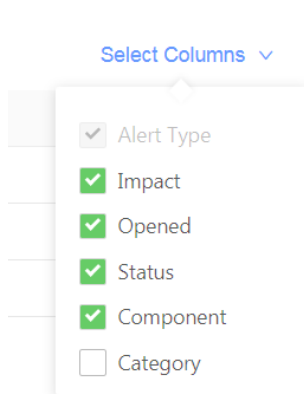 Select Columns
Alert Type
Impact
Opened
Status
Component
Category